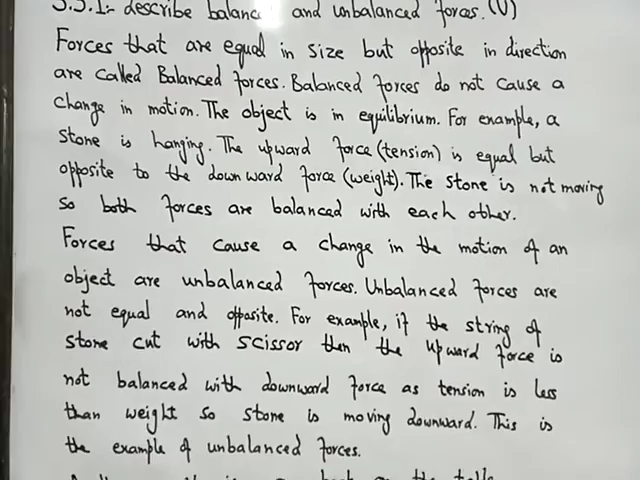 3.3.1:- describe balanc and unbalanced forces. (U)
Forces that are equal in size but opposite in direction
are called Balanced forces. Balanced forces do not cause a
change in motion. The object is in equilibrium. For example, a
stone is hanging. The upward force (tension) is equal but
opposite to the downward force (weight). The stone is not moving
so both forces are balanced with each other.
Forces that cause a change in the motion of an
object are unbalanced forces. Unbalanced forces are
not equal and opposite. For example, if the string of
stone cut with scissor then the upward force is
not balanced with downward force as tension is less
than weight so stone is moving downward. This is
the example of unbalanced forces.